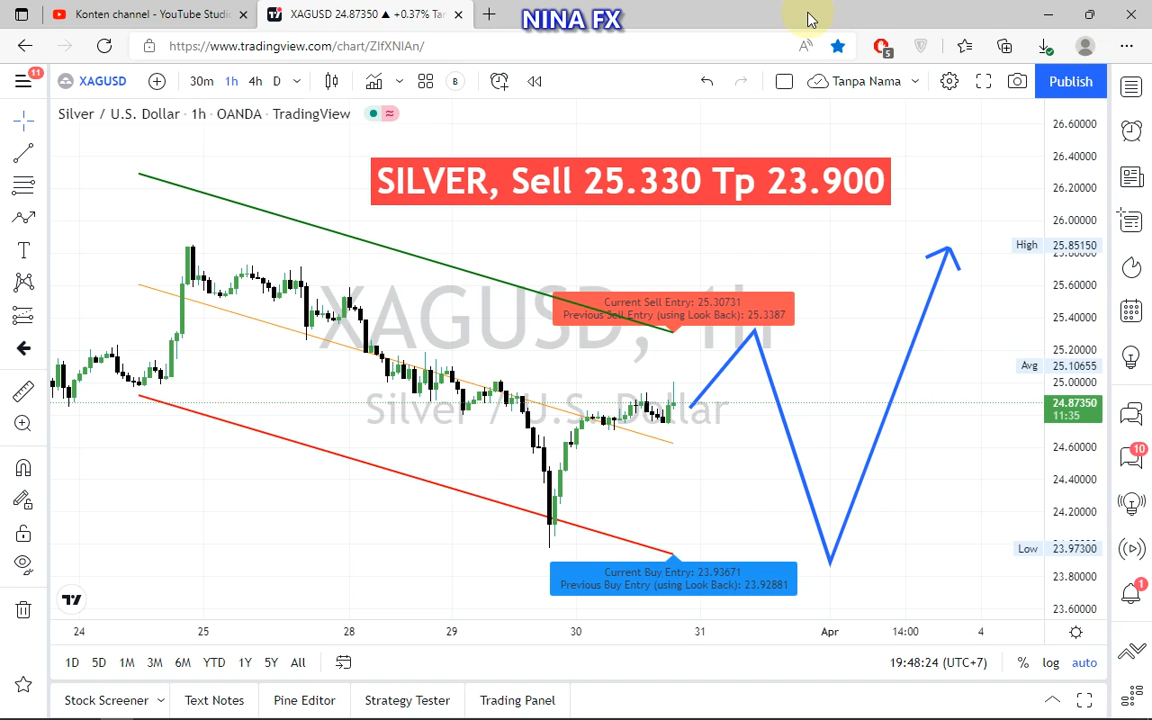 Konten channel - YouTube Studi
XAGUSD 24.87350 ▲ +0.37% Ta
NINA FX
https://www.tradingview.com/chart/ZIfXNIAn/
5
11
XAGUSD
30m 1h 4h D
B
Tanpa Nama
Publish
Silver / U.S. Dollar · 1h · OANDA · TradingView
SILVER, Sell 25.330 Tp 23.900
XAGUSD, 1h
Silver / U.S. Dollar
Current Sell Entry: 25.30731
Previous Sell Entry (using Look Back): 25.3387
Current Buy Entry: 23.93671
Previous Buy Entry (using Look Back): 23.92881
26.60000
26.40000
26.20000
26.00000
High 25.85150
25.60000
25.40000
25.20000
Avg 25.10655
25.00000
24.87350
11:35
24.60000
24.40000
24.20000
Low 23.97300
23.80000
23.60000
10
1
24 25 28 29 30 31 Apr 14:00 4
1D 5D 1M 3M 6M YTD 1Y 5Y All
19:48:24 (UTC+7) % log auto
Stock Screener Text Notes Pine Editor Strategy Tester Trading Panel